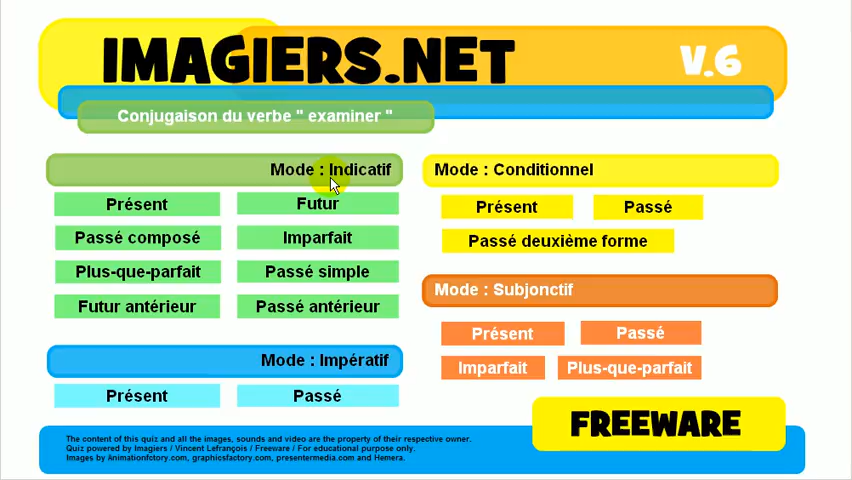 IMAGIERS.NET
V.6
Conjugaison du verbe " examiner "
Mode : Indicatif
Présent
Futur
Passé composé
Imparfait
Plus-que-parfait
Passé simple
Futur antérieur
Passé antérieur
Mode : Impératif
Présent
Passé
Mode : Conditionnel
Présent
Passé
Passé deuxième forme
Mode : Subjonctif
Présent
Passé
Imparfait
Plus-que-parfait
FREEWARE
The content of this quiz and all the images, sounds and video are the property of their respective owner.
Quiz powered by Imagiers / Vincent Lefrançois / Freeware / For educational purpose only.
Images by Animationfctory.com, graphicsfactory.com, presentermedia.com and Hemera.